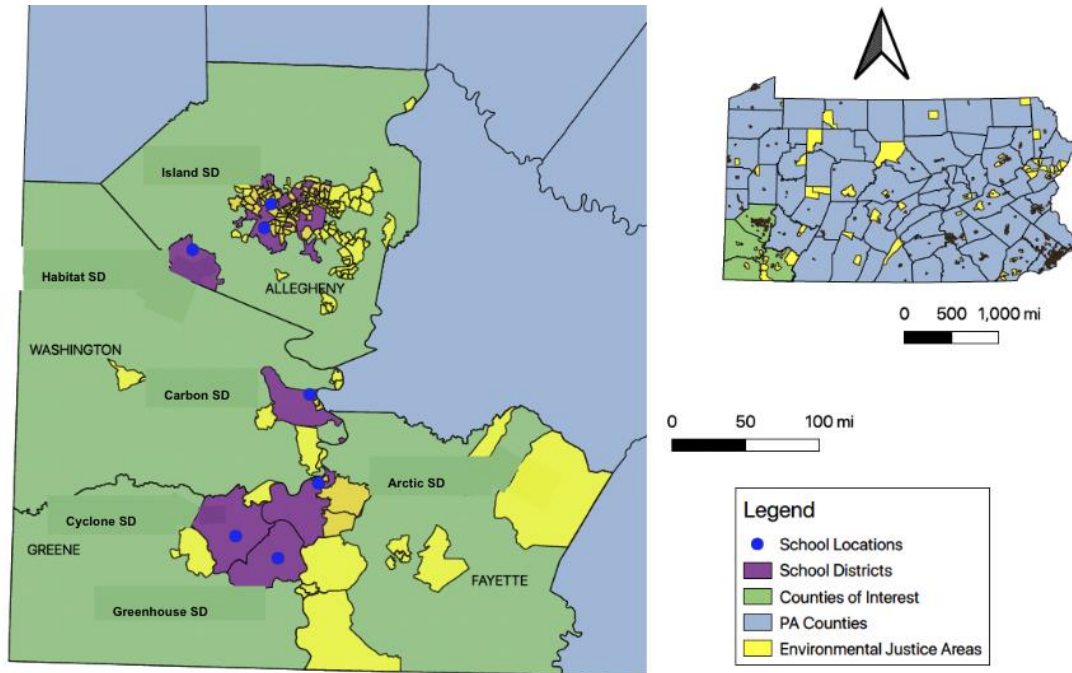 Island SD
Habitat SD
ALLEGHENY
WASHINGTON
Carbon SD
Arctic SD
Cyclone SD
GREENE
FAYETTE
Greenhouse SD
0 500 1,000 mi
0 50 100 mi
Legend
School Locations
School Districts
Counties of Interest
PA Counties
Environmental Justice Areas